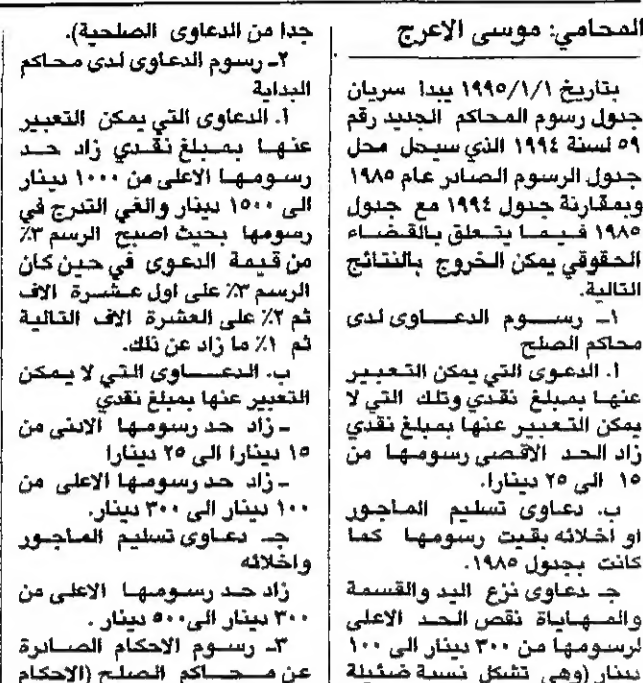 المحامي: موسى الاعرج
بتاريخ ١٩٩٥/١/١ يبدا سريان
جدول رسوم المحاكم الجديد رقم
٥٩ لسنة ١٩٩٤ الذي سيحل محل
جدول الرسوم الصادر عام ١٩٨٥
وبمقارنة جدول ١٩٩٤ مع جدول
١٩٨٥ فيما يتعلق بالقضاء
الحقوقي يمكن الخروج بالنتائج
التالية.
١ـ رسوم الدعاوى لدى
محاكم الصلح
أ. الدعوى التي يمكن التعبير
عنها بمبلغ نقدي وتلك التي لا
يمكن التعبير عنها بمبلغ نقدي
زاد الحد الاقصى رسومها من
١٥ الى ٢٥ دينارا.
ب. دعاوى تسليم الماجور
او اخلائه بقيت رسومها كما
كانت بجدول ١٩٨٥.
جـ دعاوى نزع اليد والقسمة
والمهاياة نقص الحد الاعلى
لرسومها من ٣٠٠ دينار الى ١٠٠
دينار (وهي تشكل نسبة ضئيلة
جدا من الدعاوى الصلحية).
٢ـ رسوم الدعاوى لدى محاكم
البداية
أ. الدعاوى التي يمكن التعبير
عنها بمبلغ نقدي زاد حد
رسومها الاعلى من ١٠٠٠ دينار
الى ١٥٠٠ دينار والغي التدرج في
رسومها بحيث اصبح الرسم ٣٪
من قيمة الدعوى في حين كان
الرسم ٣٪ على اول عشرة الاف
ثم ٢٪ على العشرة الاف التالية
ثم ١٪ ما زاد عن ذلك.
ب. الدعاوى التي لا يمكن
التعبير عنها بمبلغ نقدي
ـ زاد حد رسومها الادنى من
١٥ دينارا الى ٢٥ دينارا
ـ زاد حد رسومها الاعلى من
١٠٠ دينار الى ٣٠٠ دينار.
جـ دعاوى تسليم الماجور
واخلائه
زاد حد رسومها الاعلى من
٣٠٠ دينار الى ٥٠٠ دينار .
٣ـ رسوم الاحكام الصادرة
عن محاكم الصلح (الاحكام